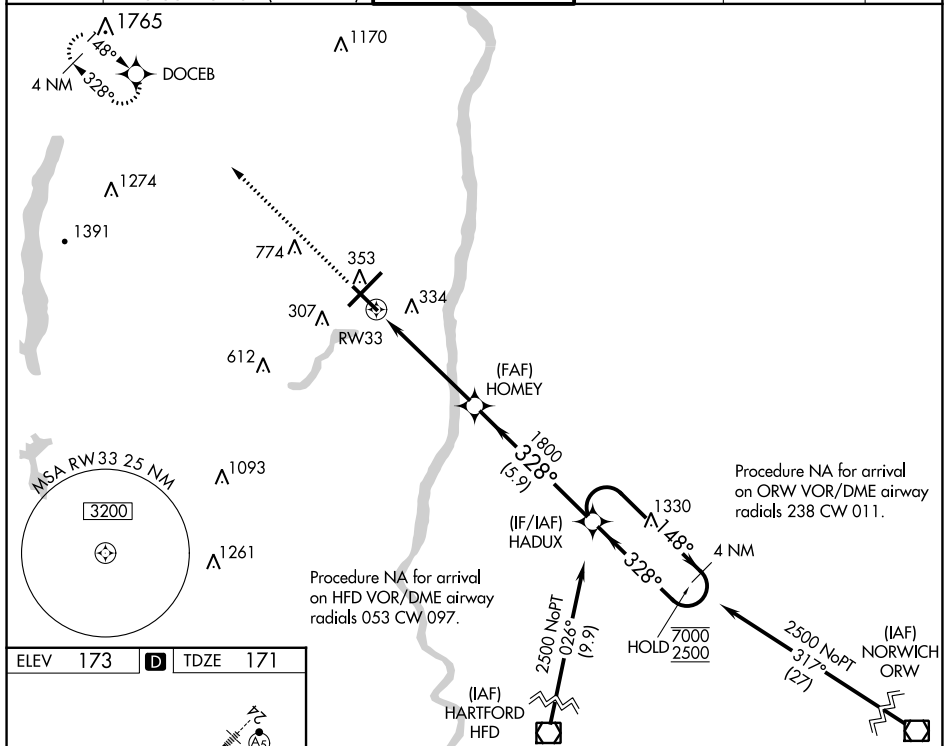 1765
1170
148°
4 NM
328°
DOCEB
1274
1391
774
353
334
307
RW33
612
(FAF)
HOMEY
1800
328°
(5.9)
MSA RW33 25 NM
3200
1093
1261
Procedure NA for arrival
on ORW VOR/DME airway
radials 238 CW 011.
(IF/IAF)
HADUX
1330
148°
4 NM
328°
Procedure NA for arrival
on HFD VOR/DME airway
radials 053 CW 097.
2500 NoPT
026°
(9.9)
HOLD
7000
2500
2500 NoPT
317°
(27)
(IAF)
NORWICH
ORW
(IAF)
HARTFORD
HFD
ELEV 173 D TDZE 171
24
A5